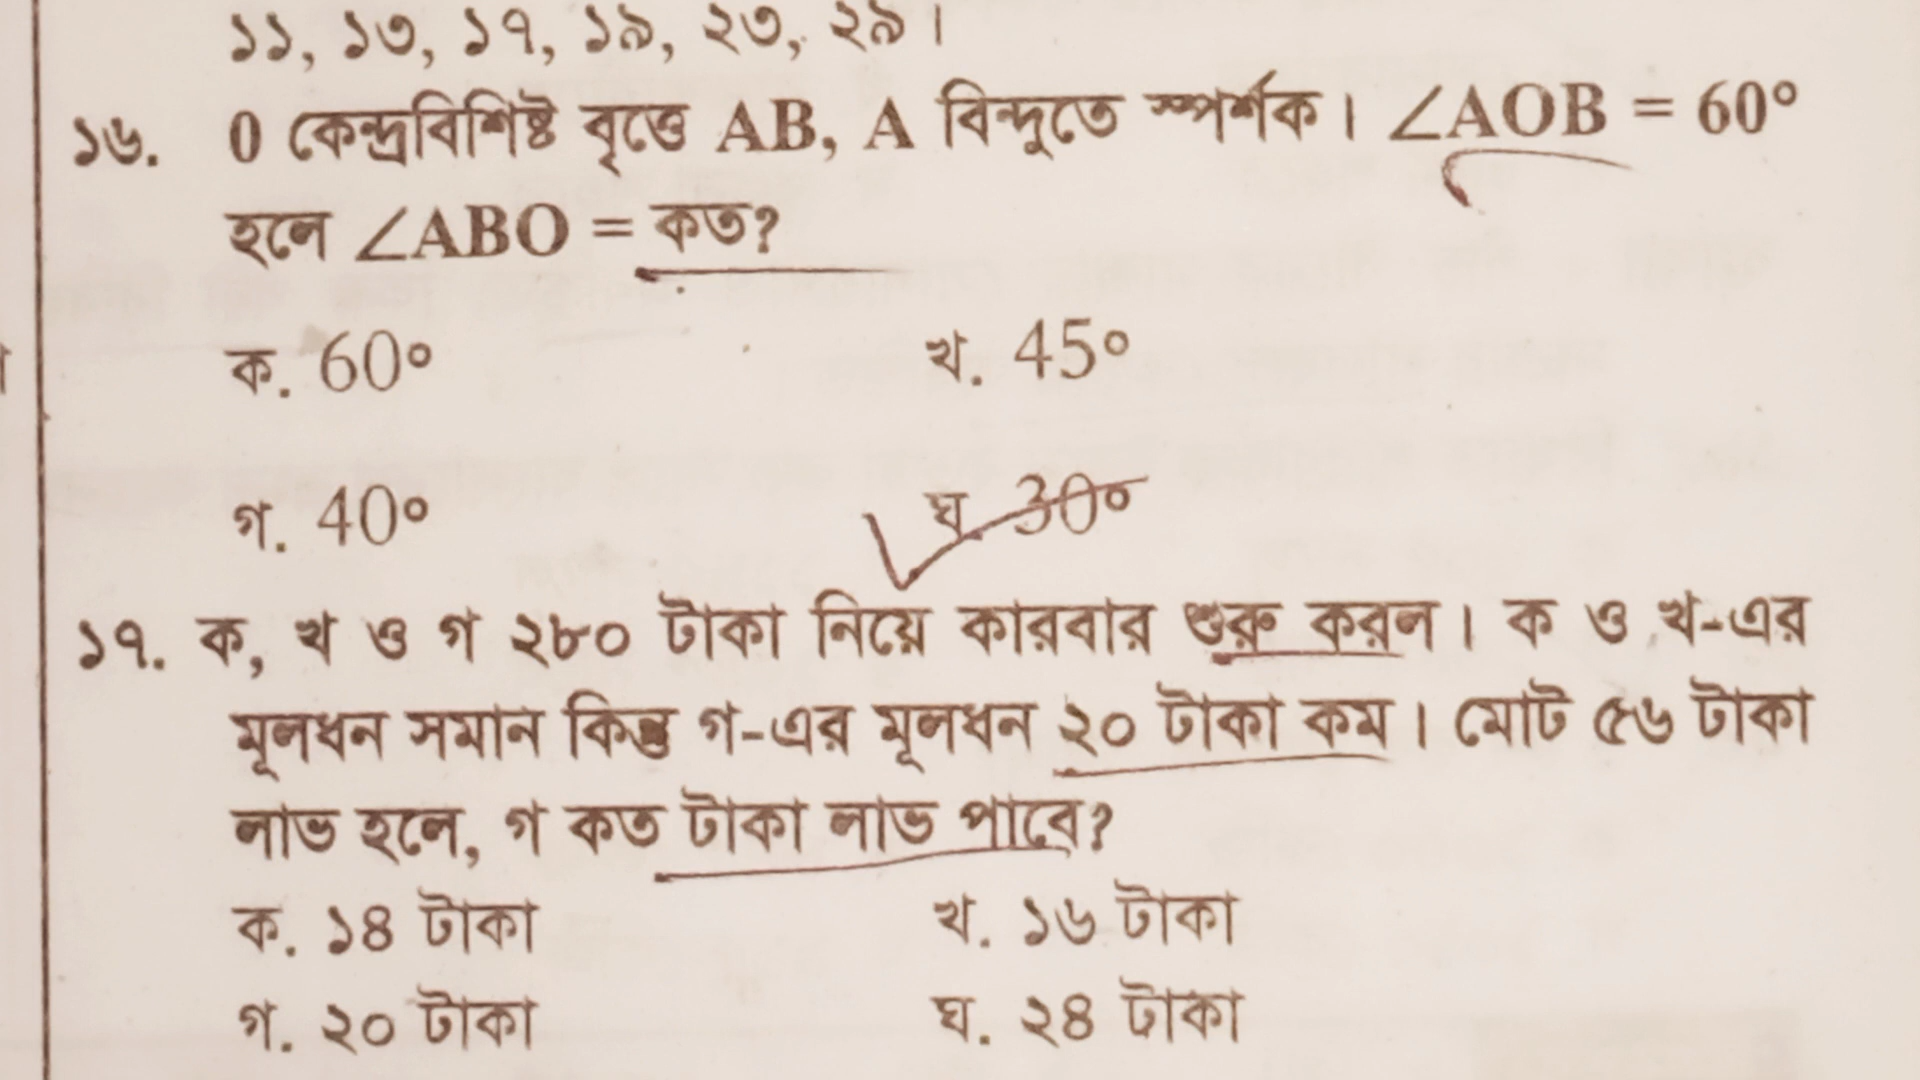 ১১, ১৩, ১৭, ১৯, ২৩, ২৯।
১৬. 0 কেন্দ্রবিশিষ্ট বৃত্তে AB, A বিন্দুতে স্পর্শক। ∠AOB = 60°
হলে ∠ABO = কত?
ক. 60° খ. 45°
গ. 40° ঘ. 30°
১৭. ক, খ ও গ ২৮০ টাকা নিয়ে কারবার শুরু করল। ক ও খ-এর
মূলধন সমান কিন্তু গ-এর মূলধন ২০ টাকা কম। মোট ৫৬ টাকা
লাভ হলে, গ কত টাকা লাভ পাবে?
ক. ১৪ টাকা খ. ১৬ টাকা
গ. ২০ টাকা ঘ. ২৪ টাকা